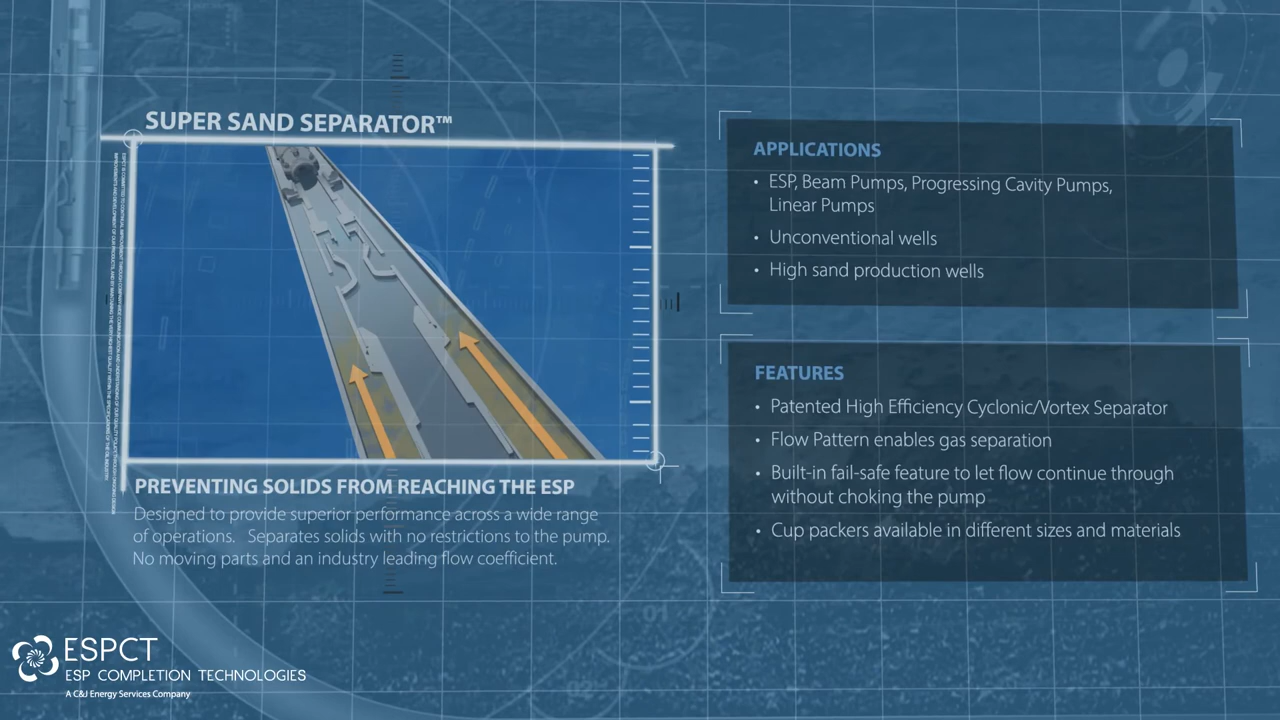 SUPER SAND SEPARATOR™
PREVENTING SOLIDS FROM REACHING THE ESP
Designed to provide superior performance across a wide range
of operations. Separates solids with no restrictions to the pump.
No moving parts and an industry leading flow coefficient.
APPLICATIONS
• ESP, Beam Pumps, Progressing Cavity Pumps,
Linear Pumps
• Unconventional wells
• High sand production wells
FEATURES
• Patented High Efficiency Cyclonic/Vortex Separator
• Flow Pattern enables gas separation
• Built-in fail-safe feature to let flow continue through
without choking the pump
• Cup packers available in different sizes and materials
01
ESPCT
ESP COMPLETION TECHNOLOGIES
A C&J Energy Services Company